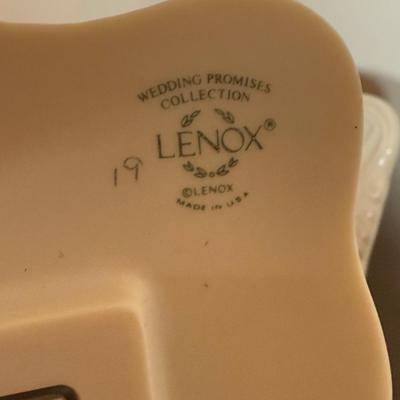 WEDDING PROMISES
COLLECTION
LENOX®
19
©LENOX
MADE IN U.S.A